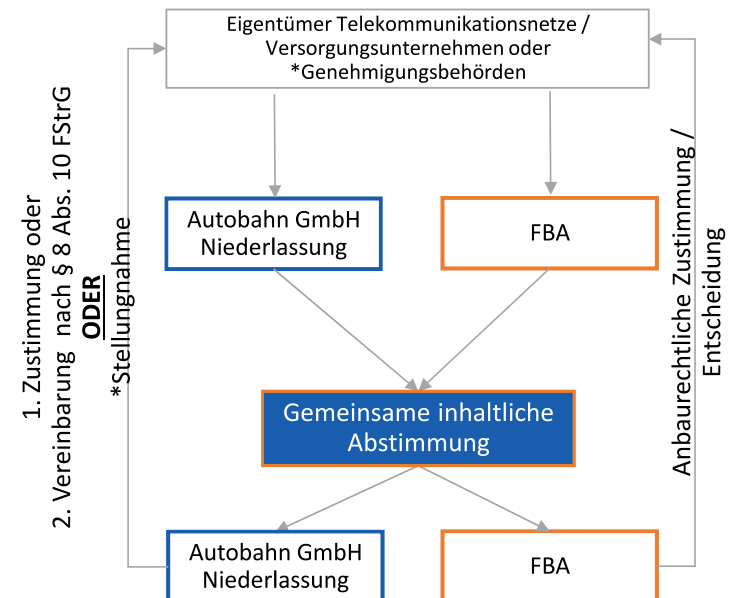 Eigentümer Telekommunikationsnetze /
Versorgungsunternehmen oder
*Genehmigungsbehörden
1. Zustimmung oder
2. Vereinbarung nach § 8 Abs. 10 FStrG
ODER
*Stellungnahme
Autobahn GmbH
Niederlassung
FBA
Anbaurechtliche Zustimmung /
Entscheidung
Gemeinsame inhaltliche
Abstimmung
Autobahn GmbH
Niederlassung
FBA